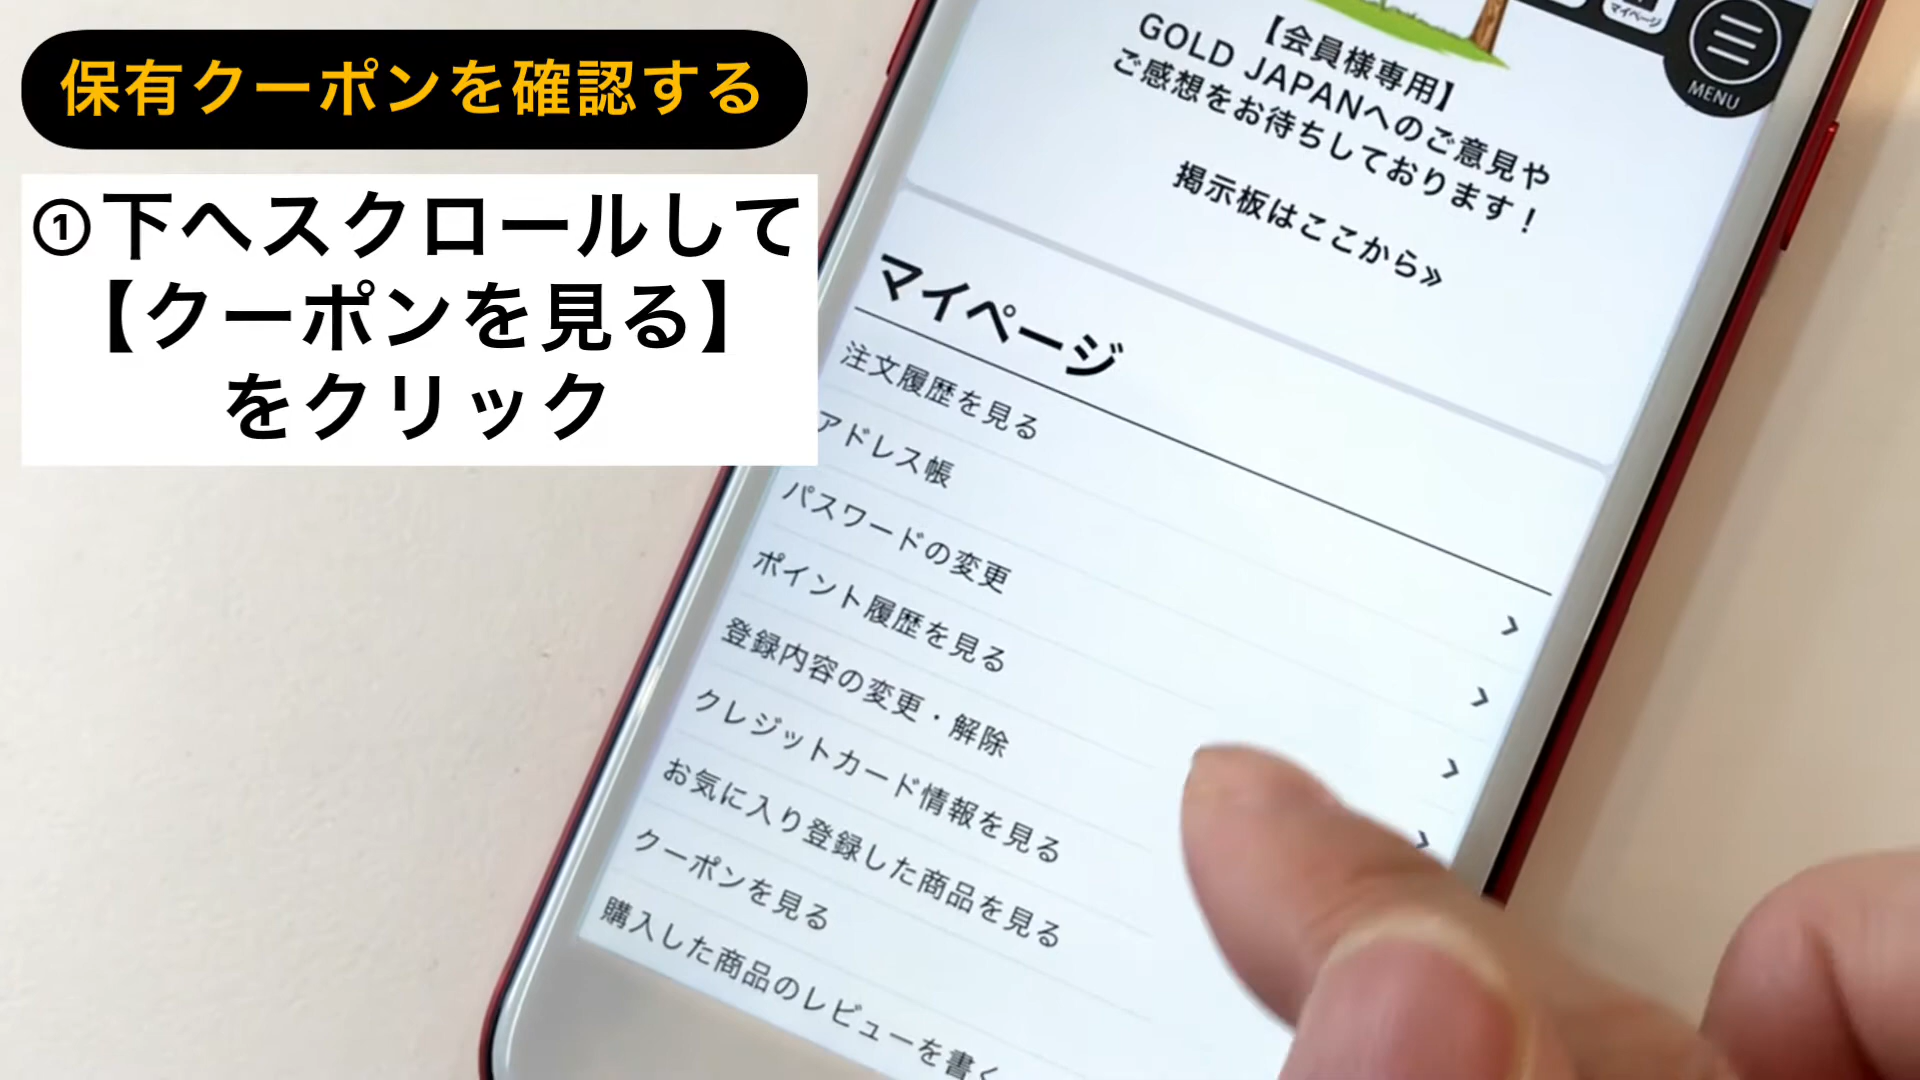 保有クーポンを確認する
①下へスクロールして
【クーポンを見る】
をクリック
マイページ
MENU
【会員様専用】
GOLD JAPANへのご意見や
ご感想をお待ちしております！
掲示板はここから»
マイページ
注文履歴を見る
アドレス帳
パスワードの変更
ポイント履歴を見る
登録内容の変更・解除
クレジットカード情報を見る
お気に入り登録した商品を見る
クーポンを見る
購入した商品のレビューを書く